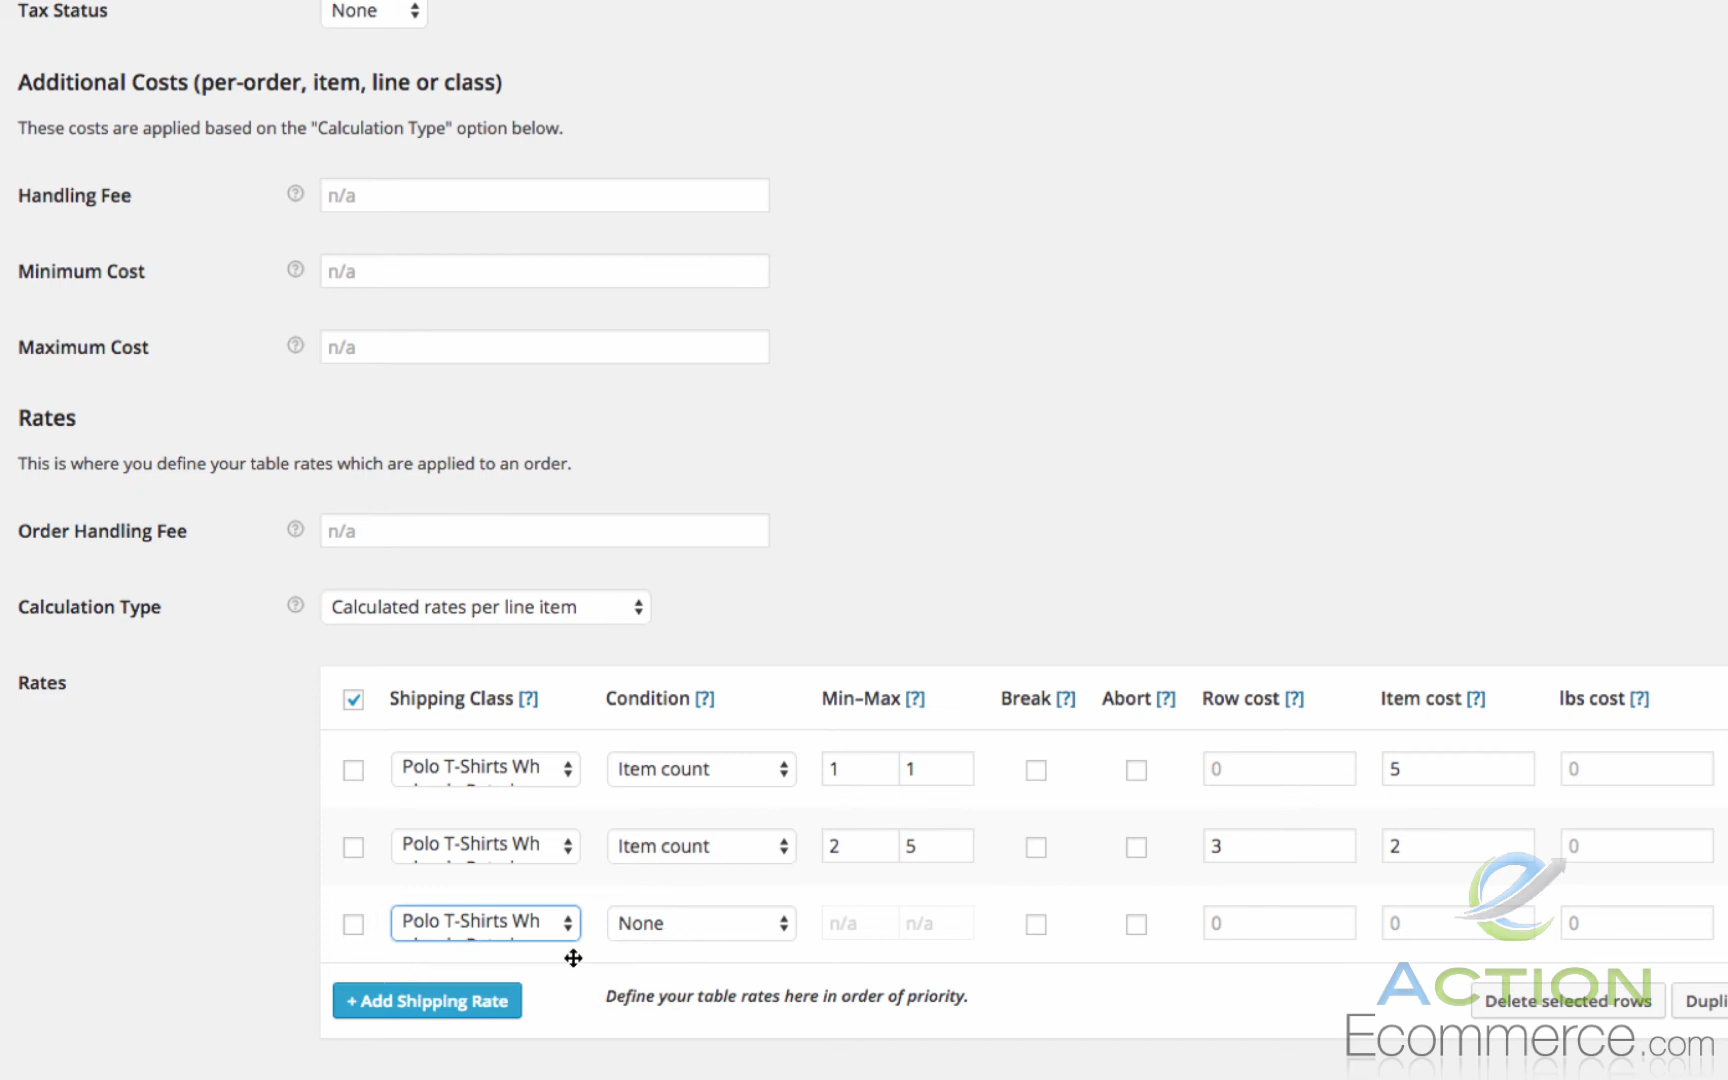 Tax Status None
Additional Costs (per-order, item, line or class)
These costs are applied based on the "Calculation Type" option below.
Handling Fee n/a
Minimum Cost n/a
Maximum Cost n/a
Rates
This is where you define your table rates which are applied to an order.
Order Handling Fee n/a
Calculation Type Calculated rates per line item
Rates
Shipping Class [?] Condition [?] Min–Max [?] Break [?] Abort [?] Row cost [?] Item cost [?] lbs cost [?]
Polo T-Shirts Wh Item count 1 1 0 5 0
Polo T-Shirts Wh Item count 2 5 3 2 0
Polo T-Shirts Wh None n/a n/a 0 0 0
+ Add Shipping Rate Define your table rates here in order of priority. Delete selected rows Dupli
ACTION
Ecommerce.com